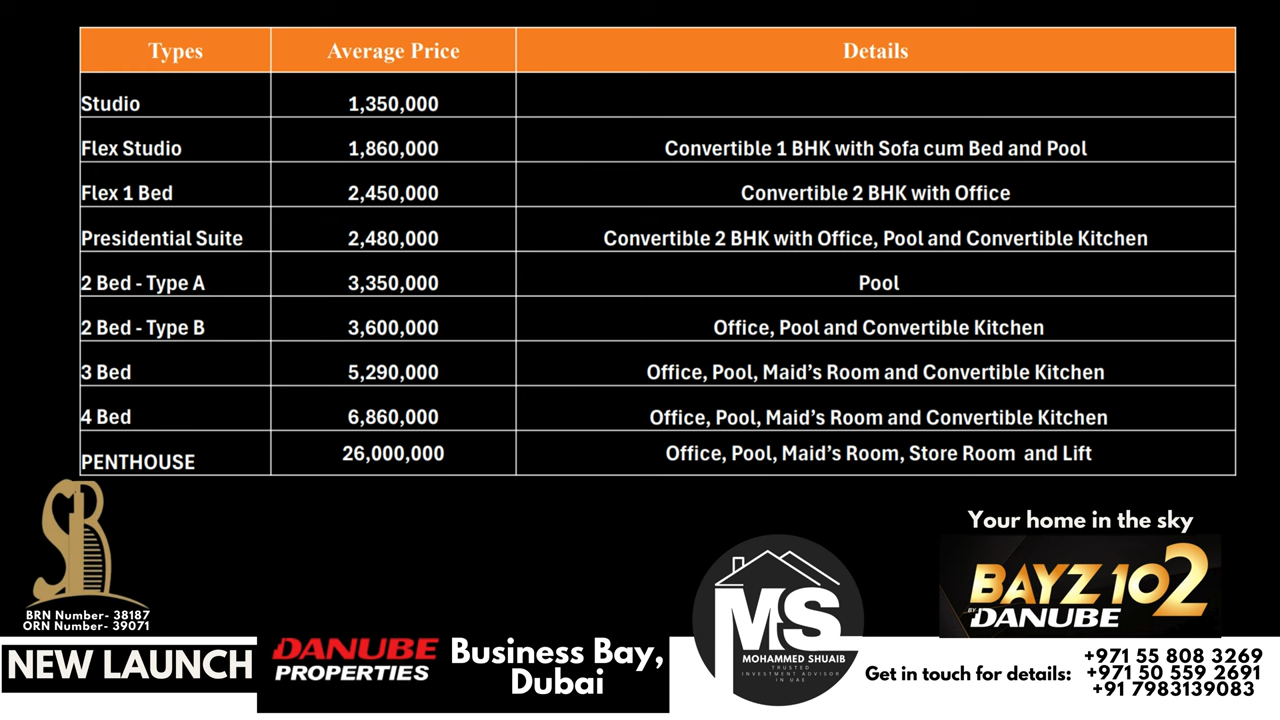 Types Average Price Details
Studio 1,350,000
Flex Studio 1,860,000 Convertible 1 BHK with Sofa cum Bed and Pool
Flex 1 Bed 2,450,000 Convertible 2 BHK with Office
Presidential Suite 2,480,000 Convertible 2 BHK with Office, Pool and Convertible Kitchen
2 Bed - Type A 3,350,000 Pool
2 Bed - Type B 3,600,000 Office, Pool and Convertible Kitchen
3 Bed 5,290,000 Office, Pool, Maid’s Room and Convertible Kitchen
4 Bed 6,860,000 Office, Pool, Maid’s Room and Convertible Kitchen
PENTHOUSE 26,000,000 Office, Pool, Maid’s Room, Store Room and Lift
SB
BRN Number- 38187
ORN Number- 39071
NEW LAUNCH
DANUBE
PROPERTIES
Business Bay,
Dubai
MS
MOHAMMED SHUAIB
TRUSTED
INVESTMENT ADVISOR
IN UAE
Your home in the sky
BAYZ 102
BY DANUBE
Get in touch for details:
+971 55 808 3269
+971 50 559 2691
+91 7983139083